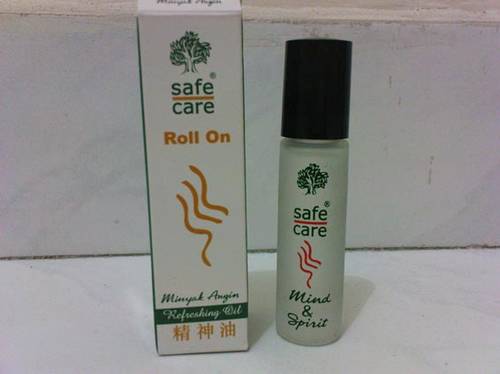 Minyak Angin
safe®
care
Roll On
Minyak Angin
Refreshing Oil
精神油
safe®
care
Mind
&
Spirit